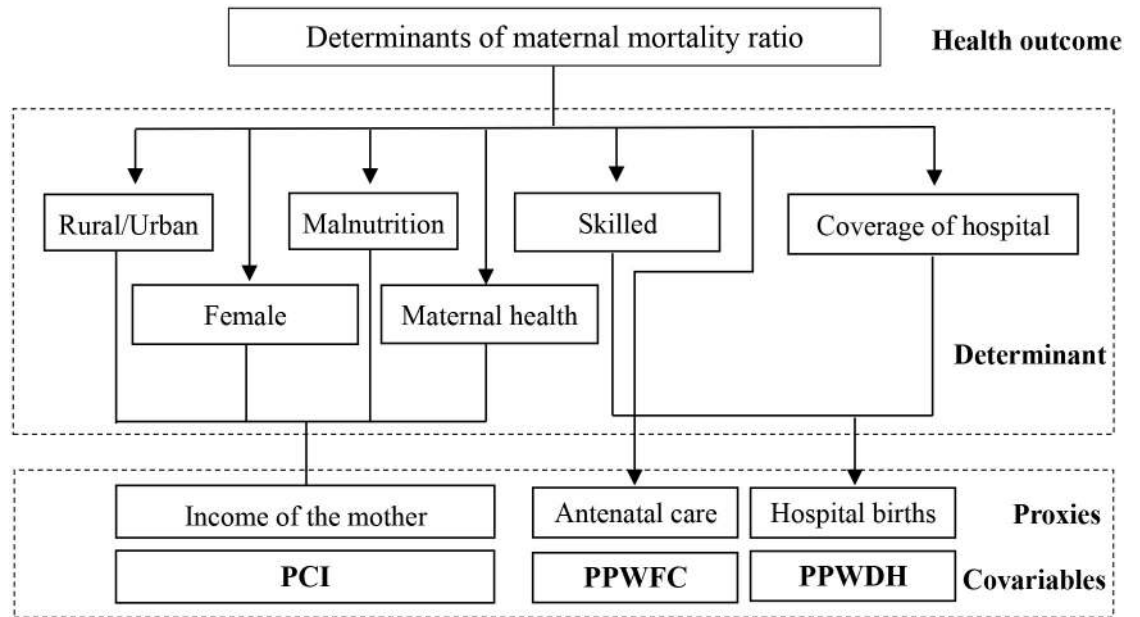 Determinants of maternal mortality ratio
Health outcome
Rural/Urban
Malnutrition
Skilled
Coverage of hospital
Female
Maternal health
Determinant
Income of the mother
Antenatal care
Hospital births
Proxies
PCI
PPWFC
PPWDH
Covariables